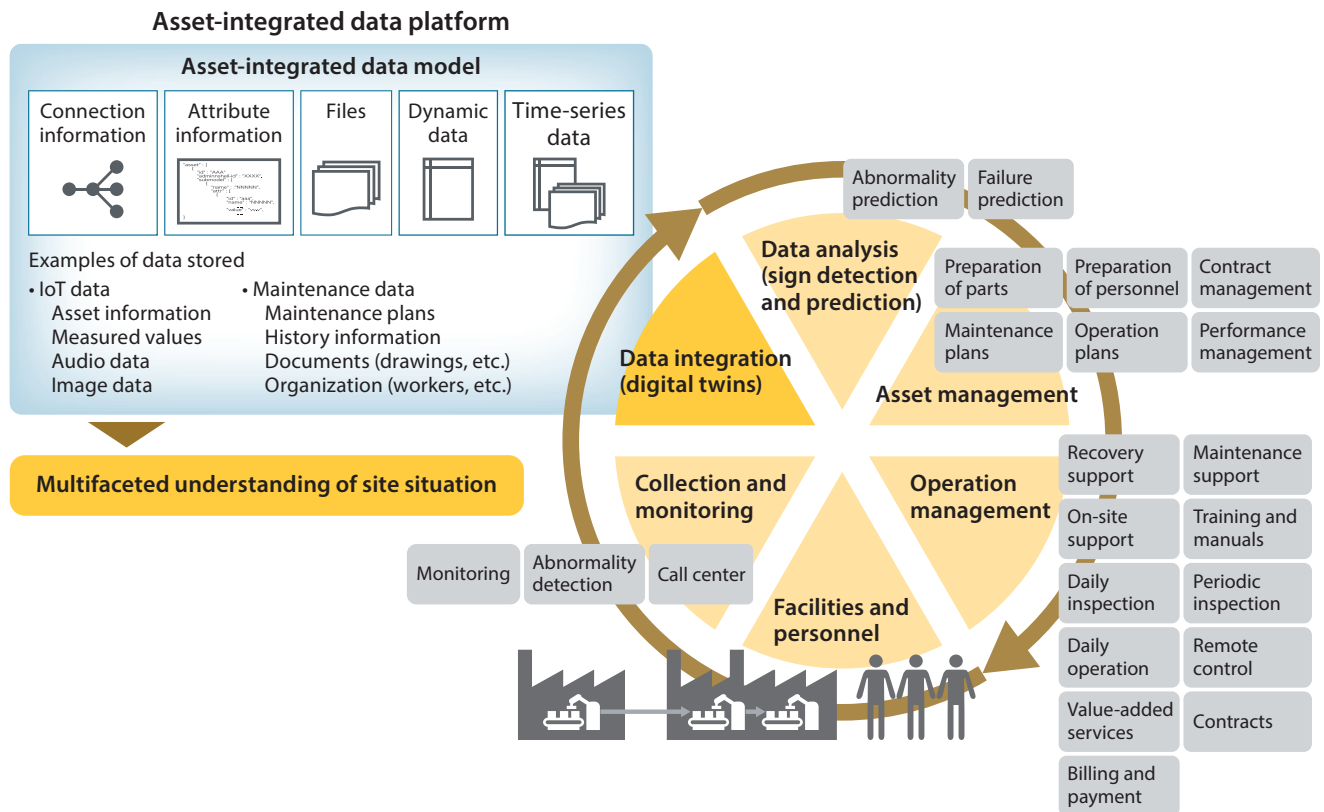 Asset-integrated data platform
Asset-integrated data model
Connection
information
Attribute
information
Files
Dynamic
data
Time-series
data
"asset" : {
"id" : "AAA"
Examples of data stored
• IoT data
Asset information
Measured values
Audio data
Image data
• Maintenance data
Maintenance plans
History information
Documents (drawings, etc.)
Organization (workers, etc.)
Multifaceted understanding of site situation
Data analysis
(sign detection
and prediction)
Abnormality
prediction
Failure
prediction
Data integration
(digital twins)
Asset management
Preparation
of parts
Preparation
of personnel
Contract
management
Maintenance
plans
Operation
plans
Performance
management
Collection and
monitoring
Monitoring
Abnormality
detection
Call center
Operation
management
Recovery
support
Maintenance
support
On-site
support
Training and
manuals
Daily
inspection
Periodic
inspection
Daily
operation
Remote
control
Value-added
services
Contracts
Billing and
payment
Facilities and
personnel